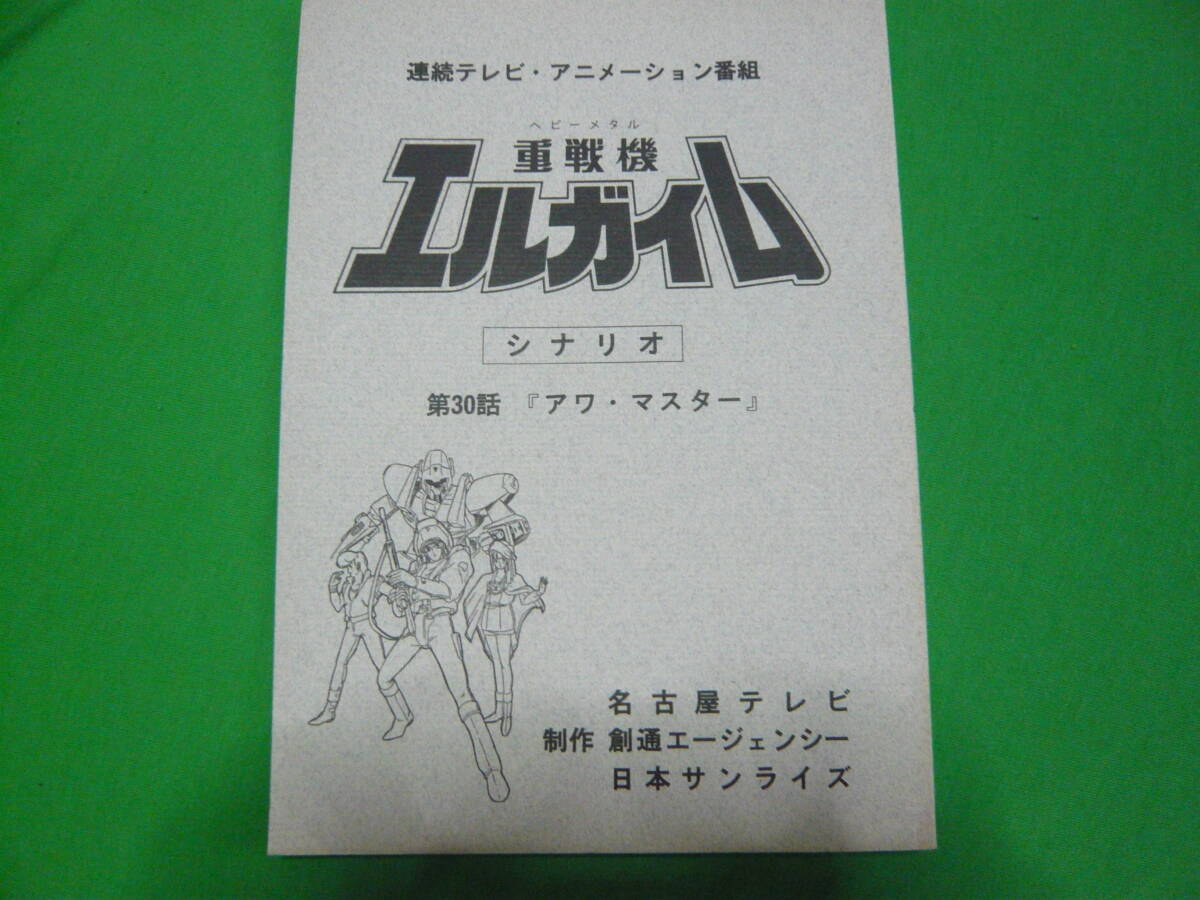 連続テレビ・アニメーション番組
ヘビーメタル
重戦機
エルガイム
シナリオ
第30話 『アワ・マスター』
名古屋テレビ
制作 創通エージェンシー
日本サンライズ